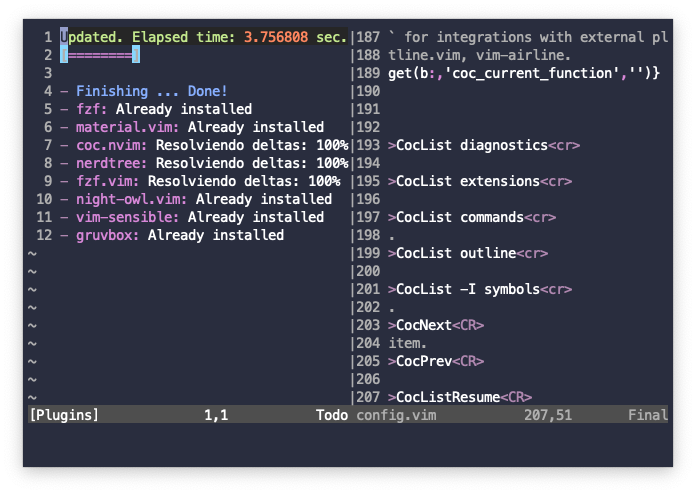 1 Updated. Elapsed time: 3.756808 sec.
2 [=========]
3
4 - Finishing ... Done!
5 - fzf: Already installed
6 - material.vim: Already installed
7 - coc.nvim: Resolviendo deltas: 100%
8 - nerdtree: Resolviendo deltas: 100%
9 - fzf.vim: Resolviendo deltas: 100%
10 - night-owl.vim: Already installed
11 - vim-sensible: Already installed
12 - gruvbox: Already installed
~
~
~
~
~
~
~
~
~
[Plugins] 1,1 Todo
|187 ` for integrations with external pl
|188 tline.vim, vim-airline.
|189 get(b:,'coc_current_function','')}
|190
|191
|192
|193 >CocList diagnostics<cr>
|194
|195 >CocList extensions<cr>
|196
|197 >CocList commands<cr>
|198 .
|199 >CocList outline<cr>
|200
|201 >CocList -I symbols<cr>
|202 .
|203 >CocNext<CR>
|204 item.
|205 >CocPrev<CR>
|206
|207 >CocListResume<CR>
config.vim 207,51 Final